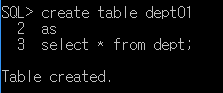 SQL> create table dept01
2 as
3 select * from dept;
Table created.